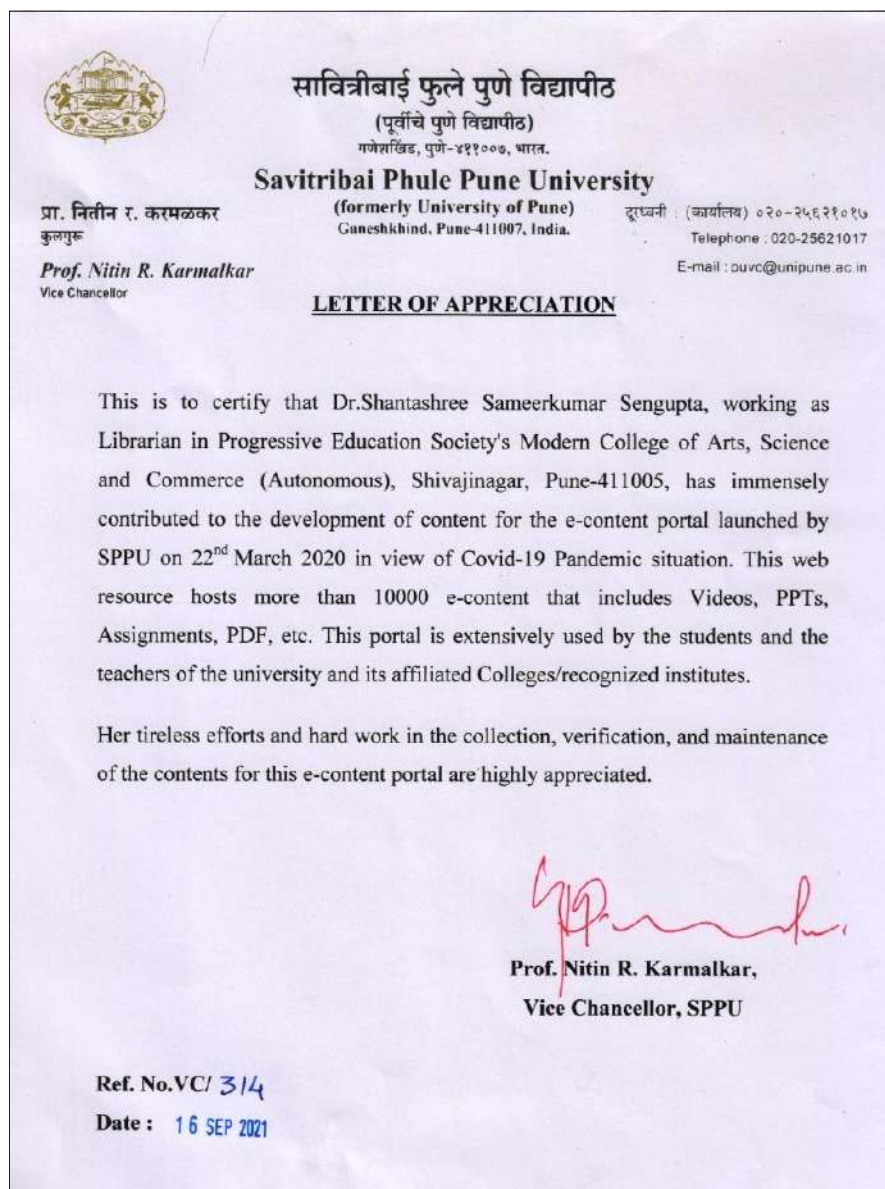 सावित्रीबाई फुले पुणे विद्यापीठ
(पूर्वीचे पुणे विद्यापीठ)
गणेशखिंड, पुणे-४११००७, भारत.
Savitribai Phule Pune University
(formerly University of Pune)
Ganeshkhind, Pune-411007, India.
प्रा. नितीन र. करमळकर
कुलगुरू
Prof. Nitin R. Karmalkar
Vice Chancellor
दूरध्वनी : (कार्यालय) ०२०-२५६२१०१७
Telephone : 020-25621017
E-mail : puvc@unipune.ac.in
LETTER OF APPRECIATION
This is to certify that Dr.Shantashree Sameerkumar Sengupta, working as
Librarian in Progressive Education Society's Modern College of Arts, Science
and Commerce (Autonomous), Shivajinagar, Pune-411005, has immensely
contributed to the development of content for the e-content portal launched by
SPPU on 22nd March 2020 in view of Covid-19 Pandemic situation. This web
resource hosts more than 10000 e-content that includes Videos, PPTs,
Assignments, PDF, etc. This portal is extensively used by the students and the
teachers of the university and its affiliated Colleges/recognized institutes.
Her tireless efforts and hard work in the collection, verification, and maintenance
of the contents for this e-content portal are highly appreciated.
Prof. Nitin R. Karmalkar,
Vice Chancellor, SPPU
Ref. No.VC/ 314
Date : 16 SEP 2021